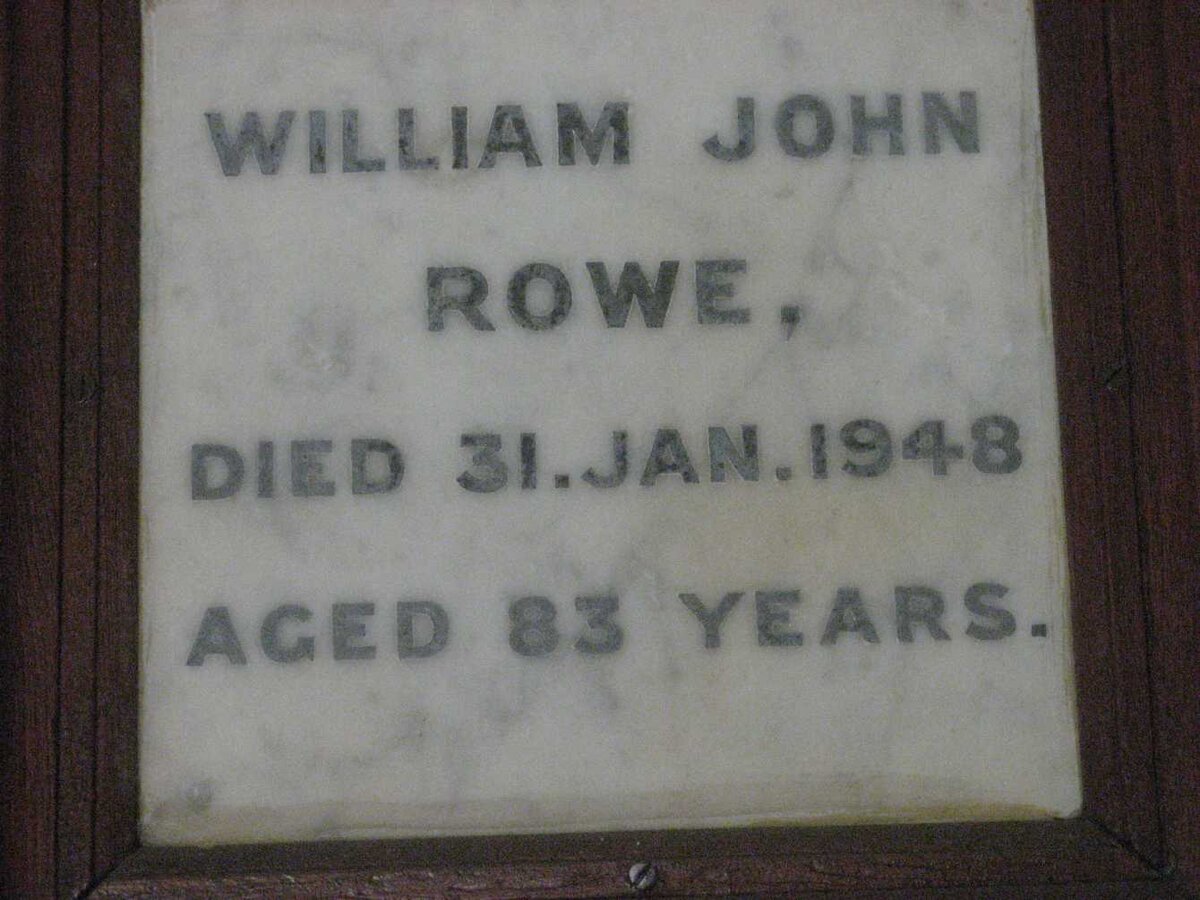 WILLIAM JOHN
ROWE,
DIED 31.JAN.1948
AGED 83 YEARS.